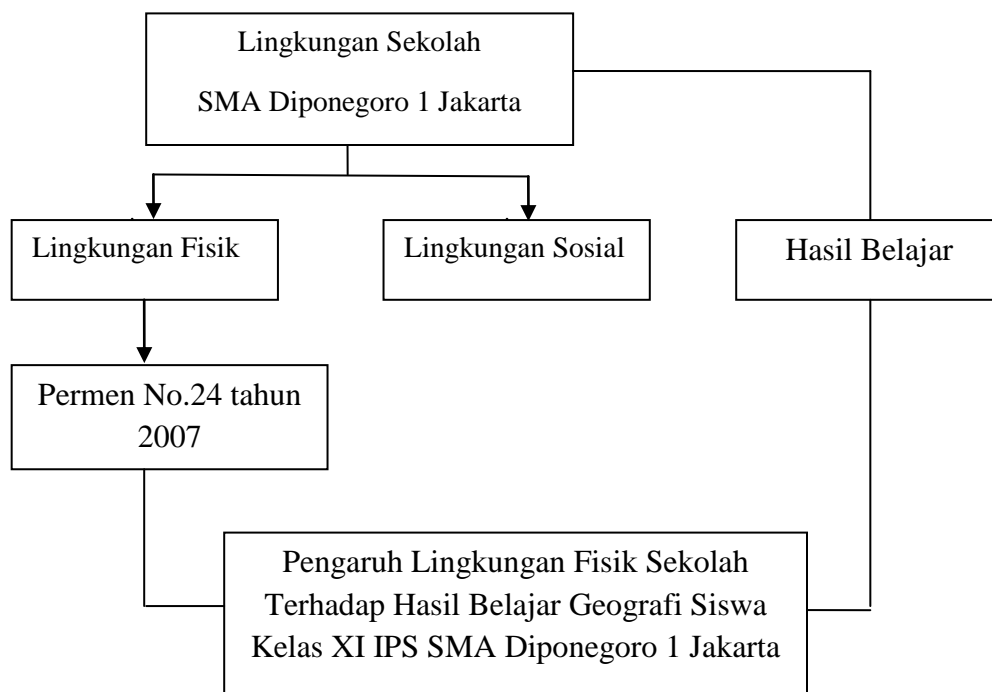 Lingkungan Sekolah
SMA Diponegoro 1 Jakarta
Lingkungan Fisik
Lingkungan Sosial
Hasil Belajar
Permen No.24 tahun
2007
Pengaruh Lingkungan Fisik Sekolah
Terhadap Hasil Belajar Geografi Siswa
Kelas XI IPS SMA Diponegoro 1 Jakarta